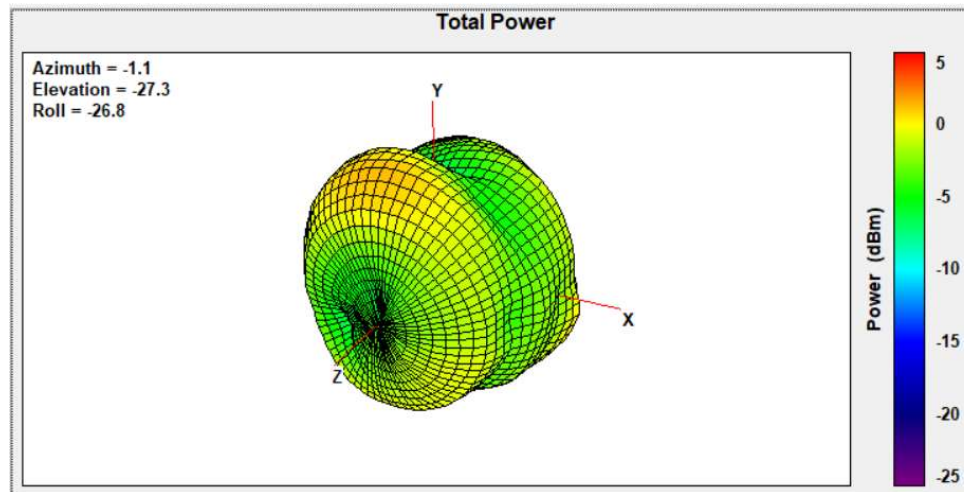 Total Power
Azimuth = -1.1
Elevation = -27.3
Roll = -26.8
Y
X
Z
5
0
-5
-10
-15
-20
-25
Power (dBm)